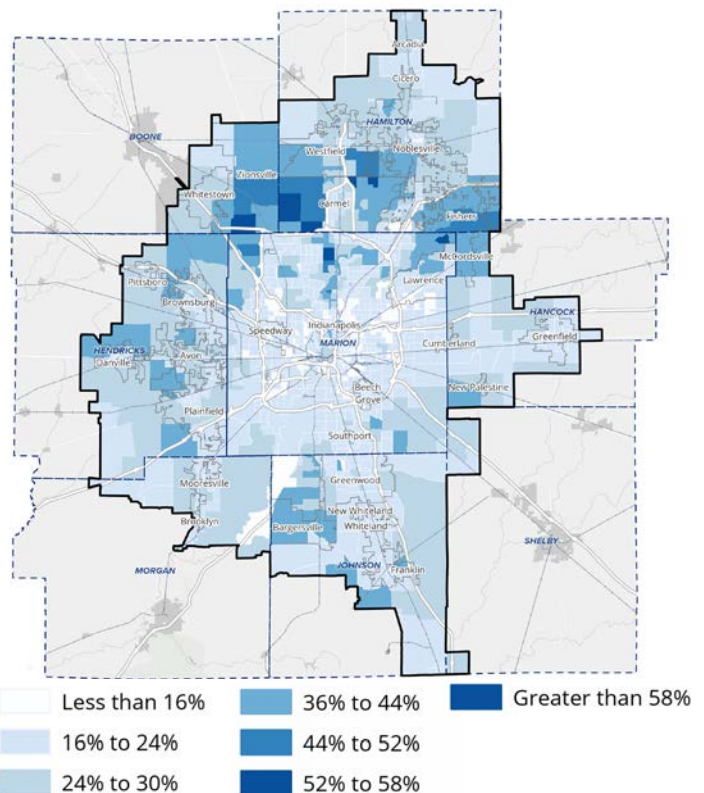 Arcadia
Cicero
HAMILTON
BOONE
Westfield
Noblesville
Zionsville
Whitestown
Carmel
Fishers
McCordsville
Pittsboro
Lawrence
Brownsburg
HANCOCK
Speedway
Indianapolis
Greenfield
MARION
Cumberland
HENDRICKS
Avon
Danville
Beech
Grove
New Palestine
Plainfield
Southport
Mooresville
Greenwood
New Whiteland
Whiteland
Brooklyn
Bargersville
SHELBY
MORGAN
JOHNSON
Franklin
Less than 16%
36% to 44%
Greater than 58%
16% to 24%
44% to 52%
24% to 30%
52% to 58%